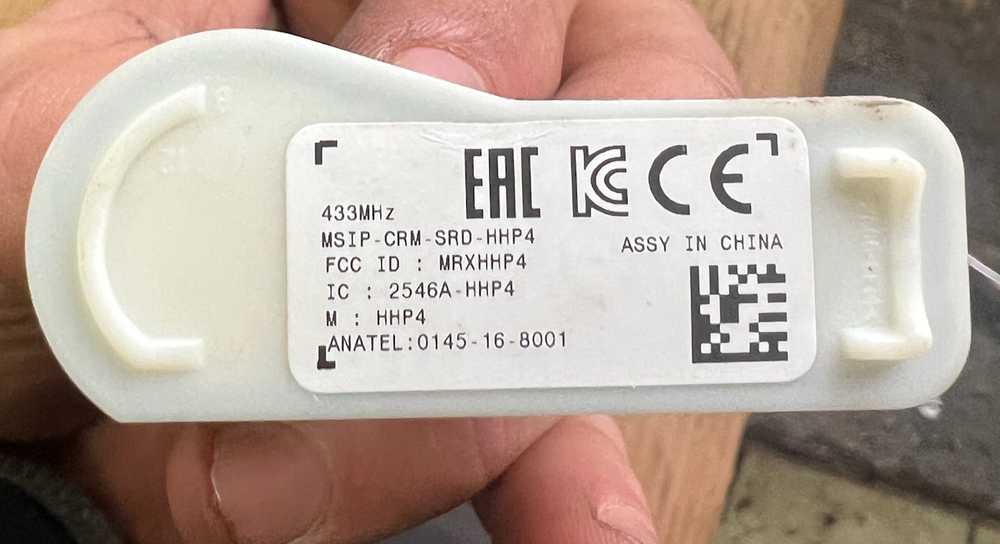 EAC KC CE
433MHz
MSIP-CRM-SRD-HHP4
ASSY IN CHINA
FCC ID : MRXHHP4
IC : 2546A-HHP4
M : HHP4
ANATEL:0145-16-8001